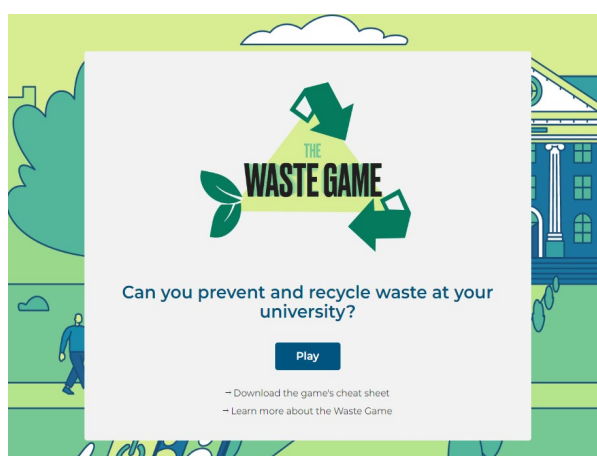 THE
WASTE GAME
Can you prevent and recycle waste at your
university?
Play
→ Download the game's cheat sheet
→ Learn more about the Waste Game